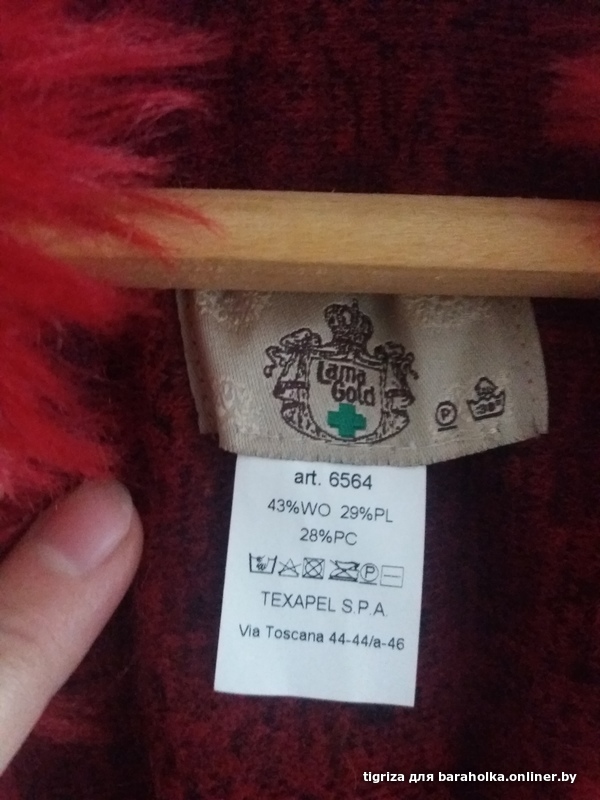 Lama
Gold
P
30°
art. 6564
43%WO 29%PL
28%PC
P
TEXAPEL S.P.A.
Via Toscana 44-44/a-46
tigriza для baraholka.onliner.by